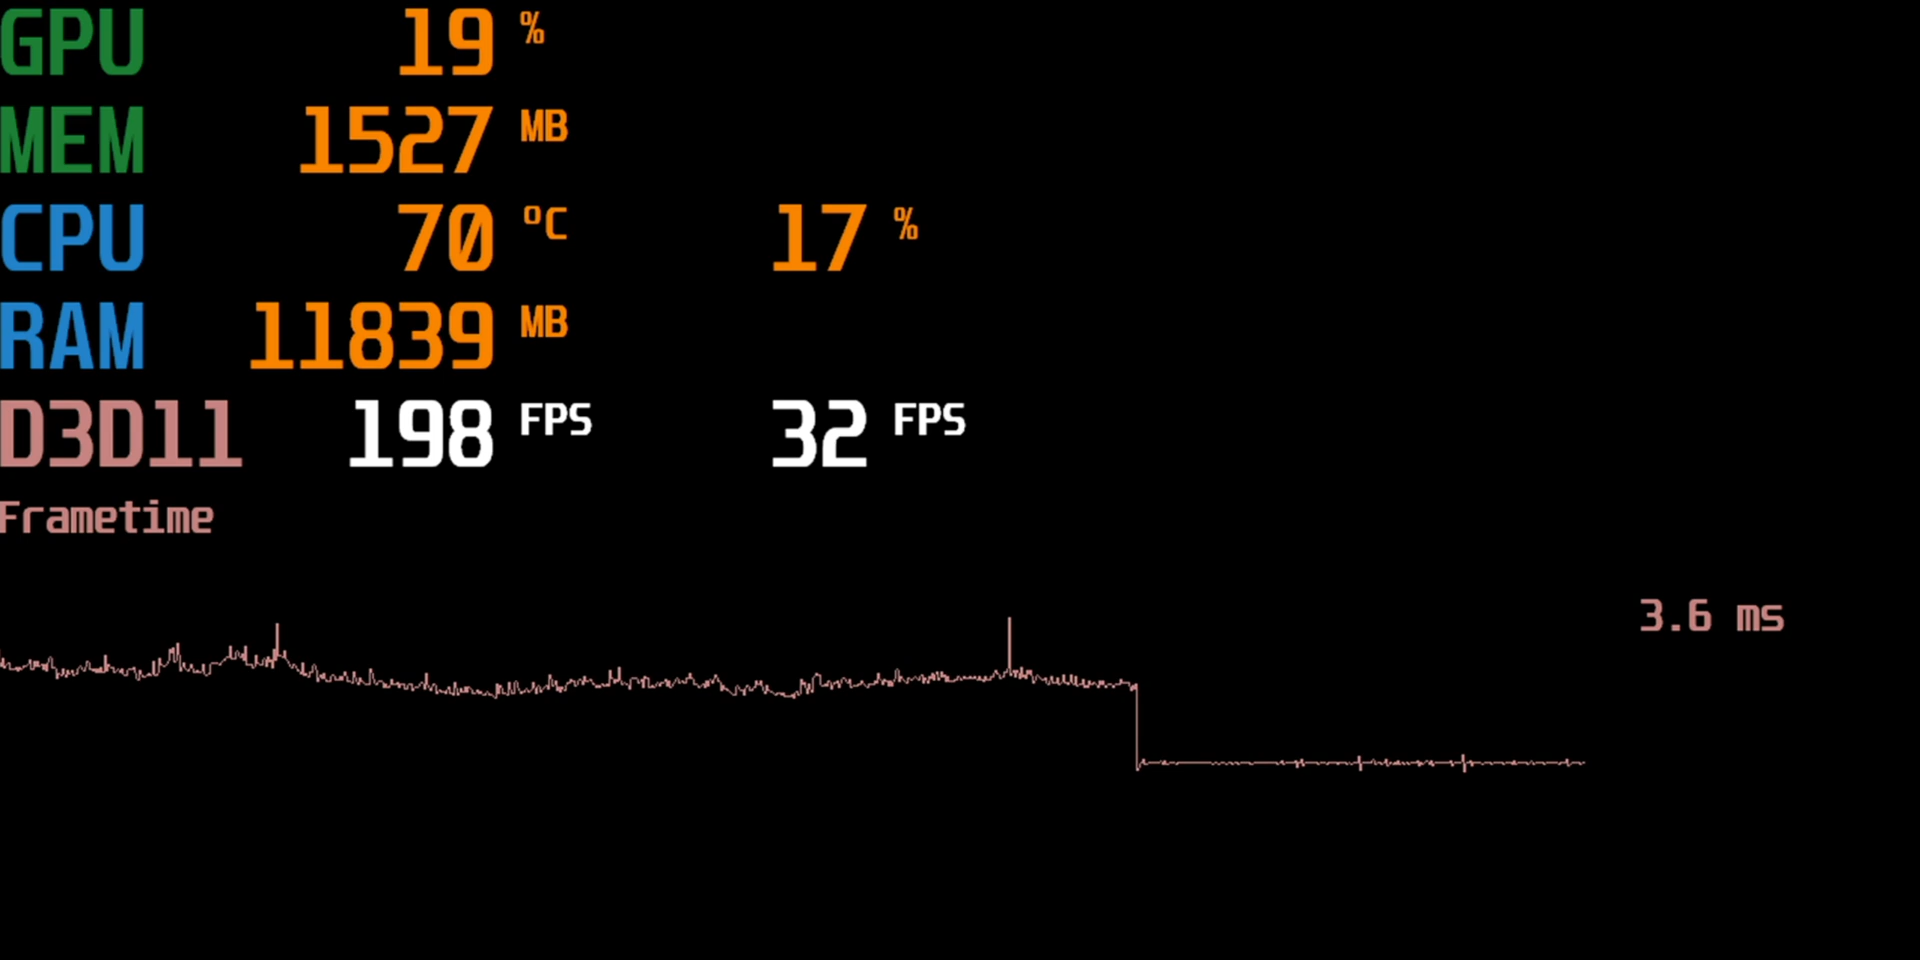 GPU 19 %
MEM 1527 MB
CPU 70 °C 17 %
RAM 11839 MB
D3D11 198 FPS 32 FPS
Frametime
3.6 ms